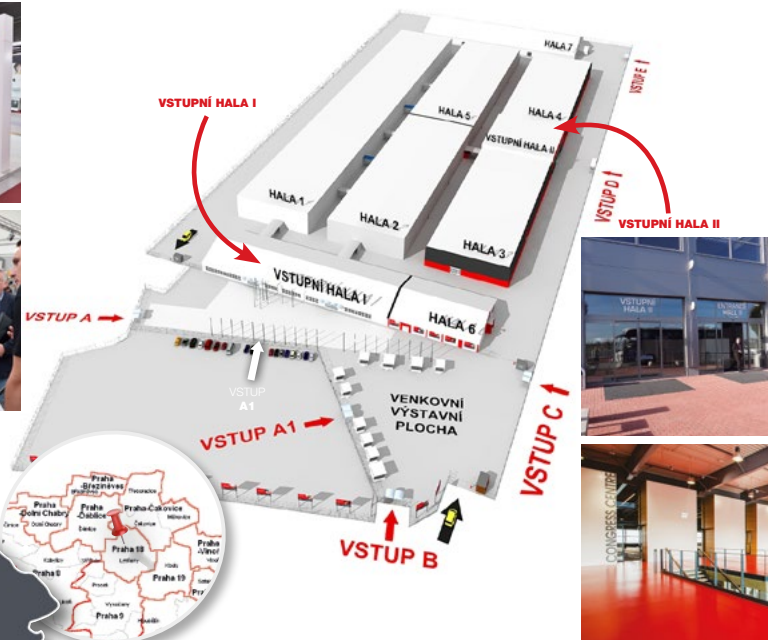 HALA 7
VSTUP E
VSTUPNÍ HALA I
HALA 5
HALA 4
VSTUPNÍ HALA II
HALA 1
HALA 2
HALA 3
VSTUP D
VSTUPNÍ HALA II
VSTUPNÍ HALA I
HALA 6
VSTUP A
VSTUP
A1
VENKOVNÍ
VÝSTAVNÍ
PLOCHA
VSTUP A1
VSTUP C
VSTUP B
VSTUPNÍ
HALA II
ENTRANCE
HALL II
CONGRESS CENTRE
Praha
-Březiněves
Praha
-Dolní Chabry
Praha
-Ďáblice
Praha-Čakovice
Praha 18
Letňany
Praha 8
Praha 19
Praha 9
Prosek
Vysočany